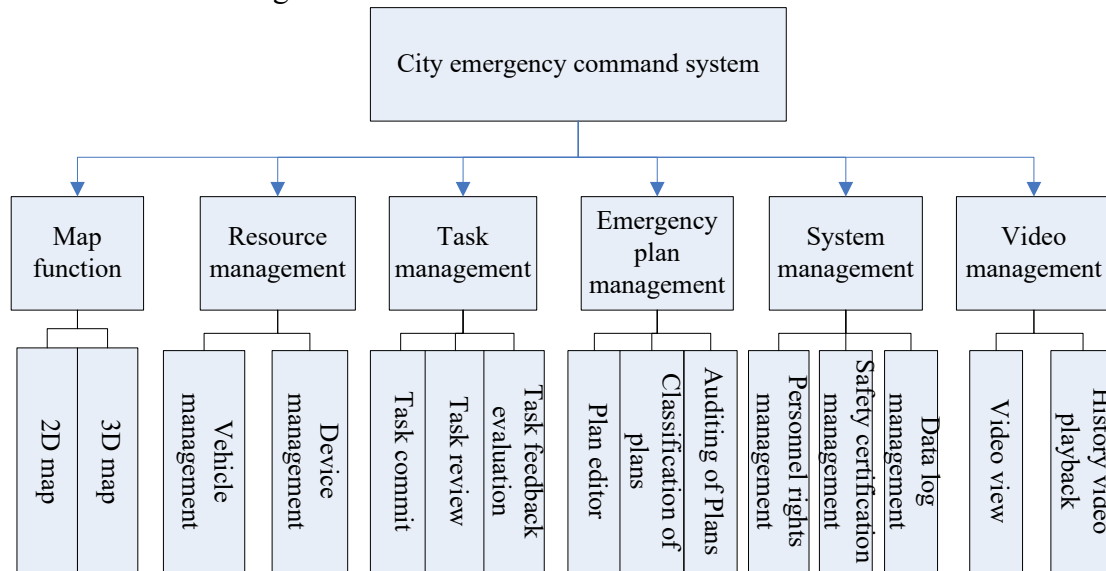 City emergency command system
Map
function
Resource
management
Task
management
Emergency
plan
management
System
management
Video
management
2D map
3D map
Vehicle
management
Device
management
Task commit
Task review
Task feedback
evaluation
Plan editor
Classification of
plans
Auditing of Plans
Personnel rights
management
Safety certification
management
Data log
management
Video view
History video
playback